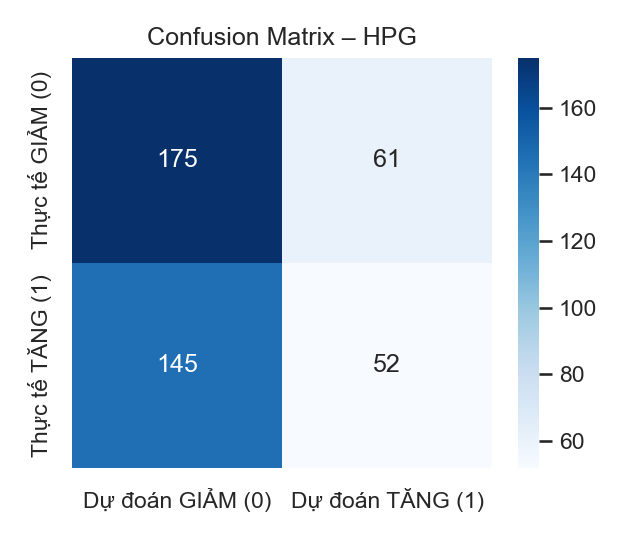 Confusion Matrix – HPG
Thực tế GIẢM (0)
175
61
Thực tế TĂNG (1)
145
52
Dự đoán GIẢM (0)
Dự đoán TĂNG (1)
160
140
120
100
80
60